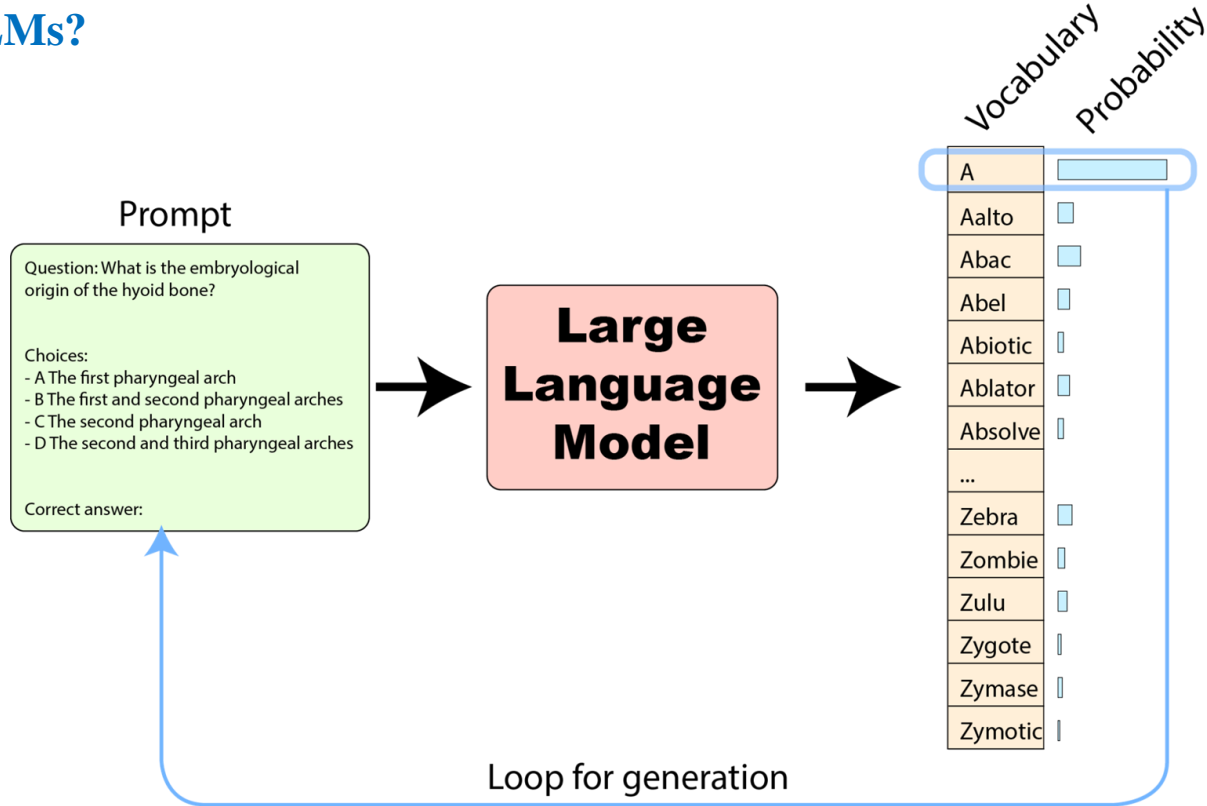 LMs?
Vocabulary
Probability
Prompt
Question: What is the embryological
origin of the hyoid bone?
Choices:
- A The first pharyngeal arch
- B The first and second pharyngeal arches
- C The second pharyngeal arch
- D The second and third pharyngeal arches
Correct answer:
Large
Language
Model
A
Aalto
Abac
Abel
Abiotic
Ablator
Absolve
...
Zebra
Zombie
Zulu
Zygote
Zymase
Zymotic
Loop for generation